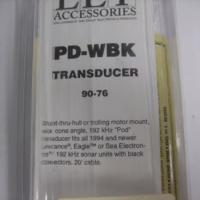 ACCESSORIES
PD-WBK
TRANSDUCER
90-76
Shoot-thru-hull or trolling motor mount,
wide cone angle, 192 kHz "Pod"
transducer fits all 1994 and newer
Lowrance®, Eagle™ or Sea Electron-
ics™ 192 kHz sonar units with black
connectors. 20' cable.